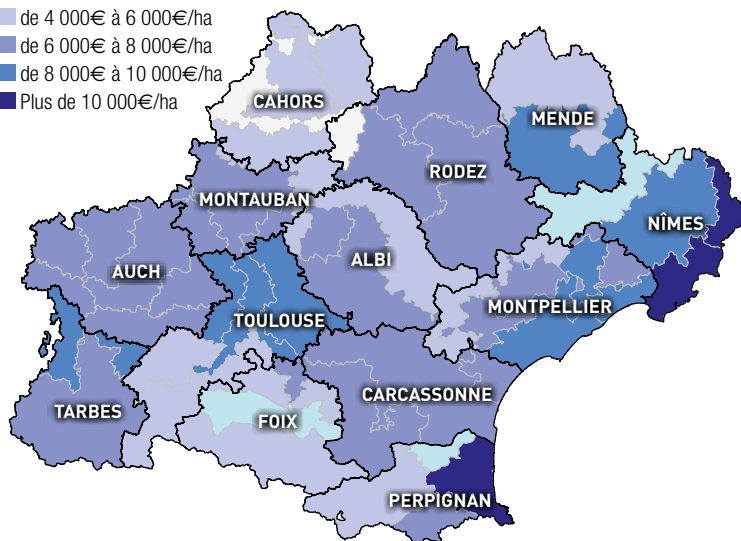 de 4 000€ à 6 000€/ha
de 6 000€ à 8 000€/ha
de 8 000€ à 10 000€/ha
Plus de 10 000€/ha
CAHORS
MENDE
RODEZ
MONTAUBAN
NÎMES
ALBI
AUCH
MONTPELLIER
TOULOUSE
CARCASSONNE
TARBES
FOIX
PERPIGNAN